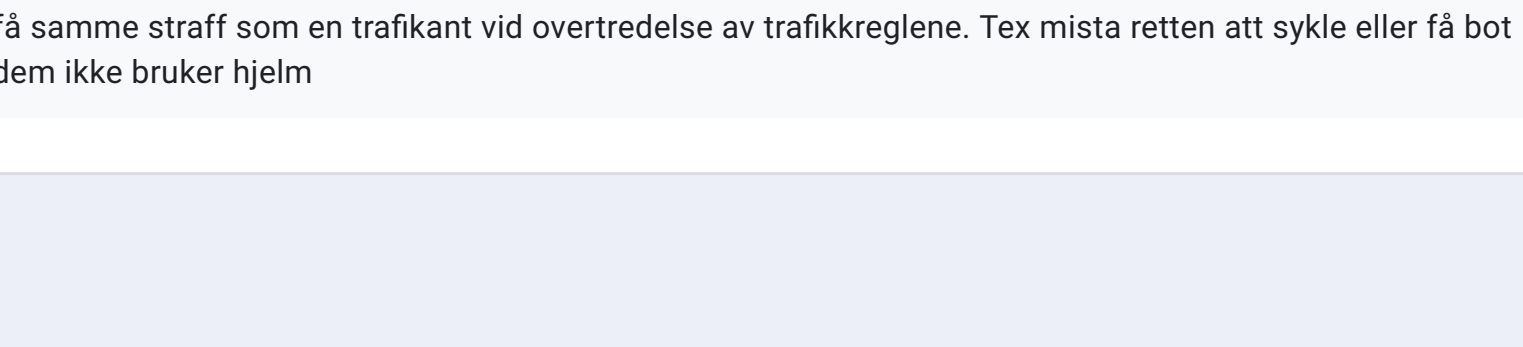 få samme straff som en trafikant vid overtredelse av trafikkreglene. Tex mista retten att sykle eller få bot
dem ikke bruker hjelm